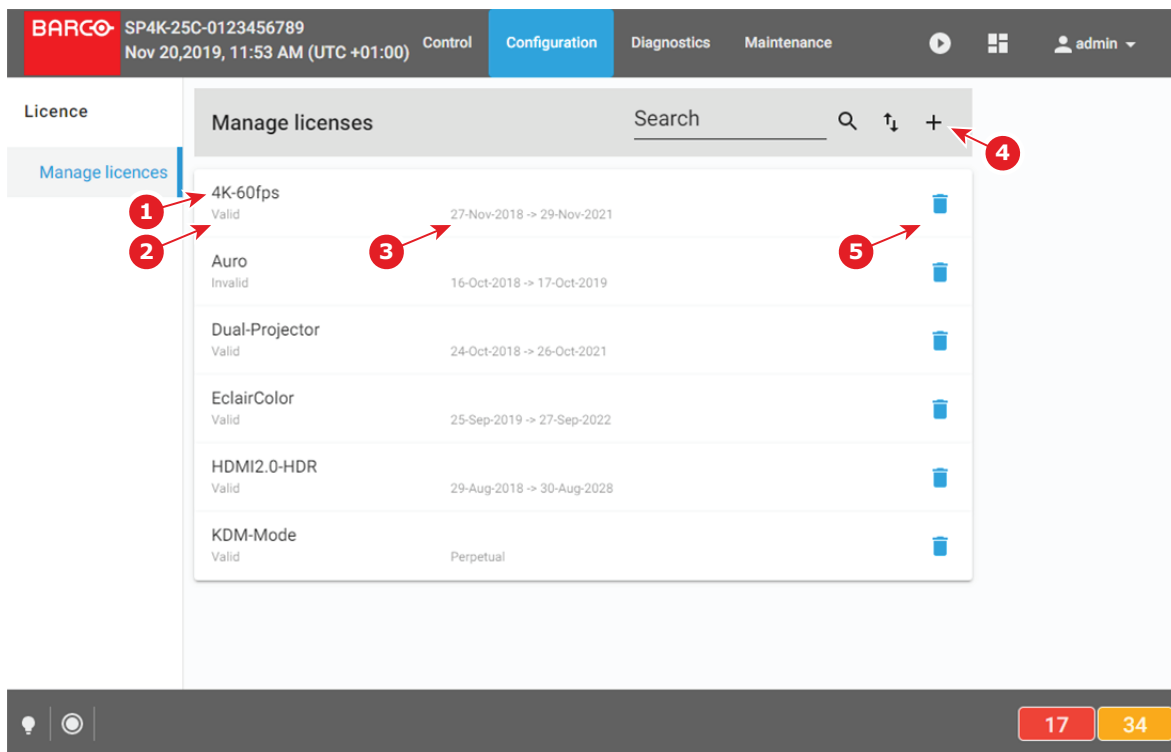 BARCO SP4K-25C-0123456789
Nov 20,2019, 11:53 AM (UTC +01:00)
Control Configuration Diagnostics Maintenance admin
Licence
Manage licences
Manage licenses Search
4
4K-60fps
1
Valid 27-Nov-2018 -> 29-Nov-2021
2 3 5
Auro
Invalid 16-Oct-2018 -> 17-Oct-2019
Dual-Projector
Valid 24-Oct-2018 -> 26-Oct-2021
EclairColor
Valid 25-Sep-2019 -> 27-Sep-2022
HDMI2.0-HDR
Valid 29-Aug-2018 -> 30-Aug-2028
KDM-Mode
Valid Perpetual
17 34